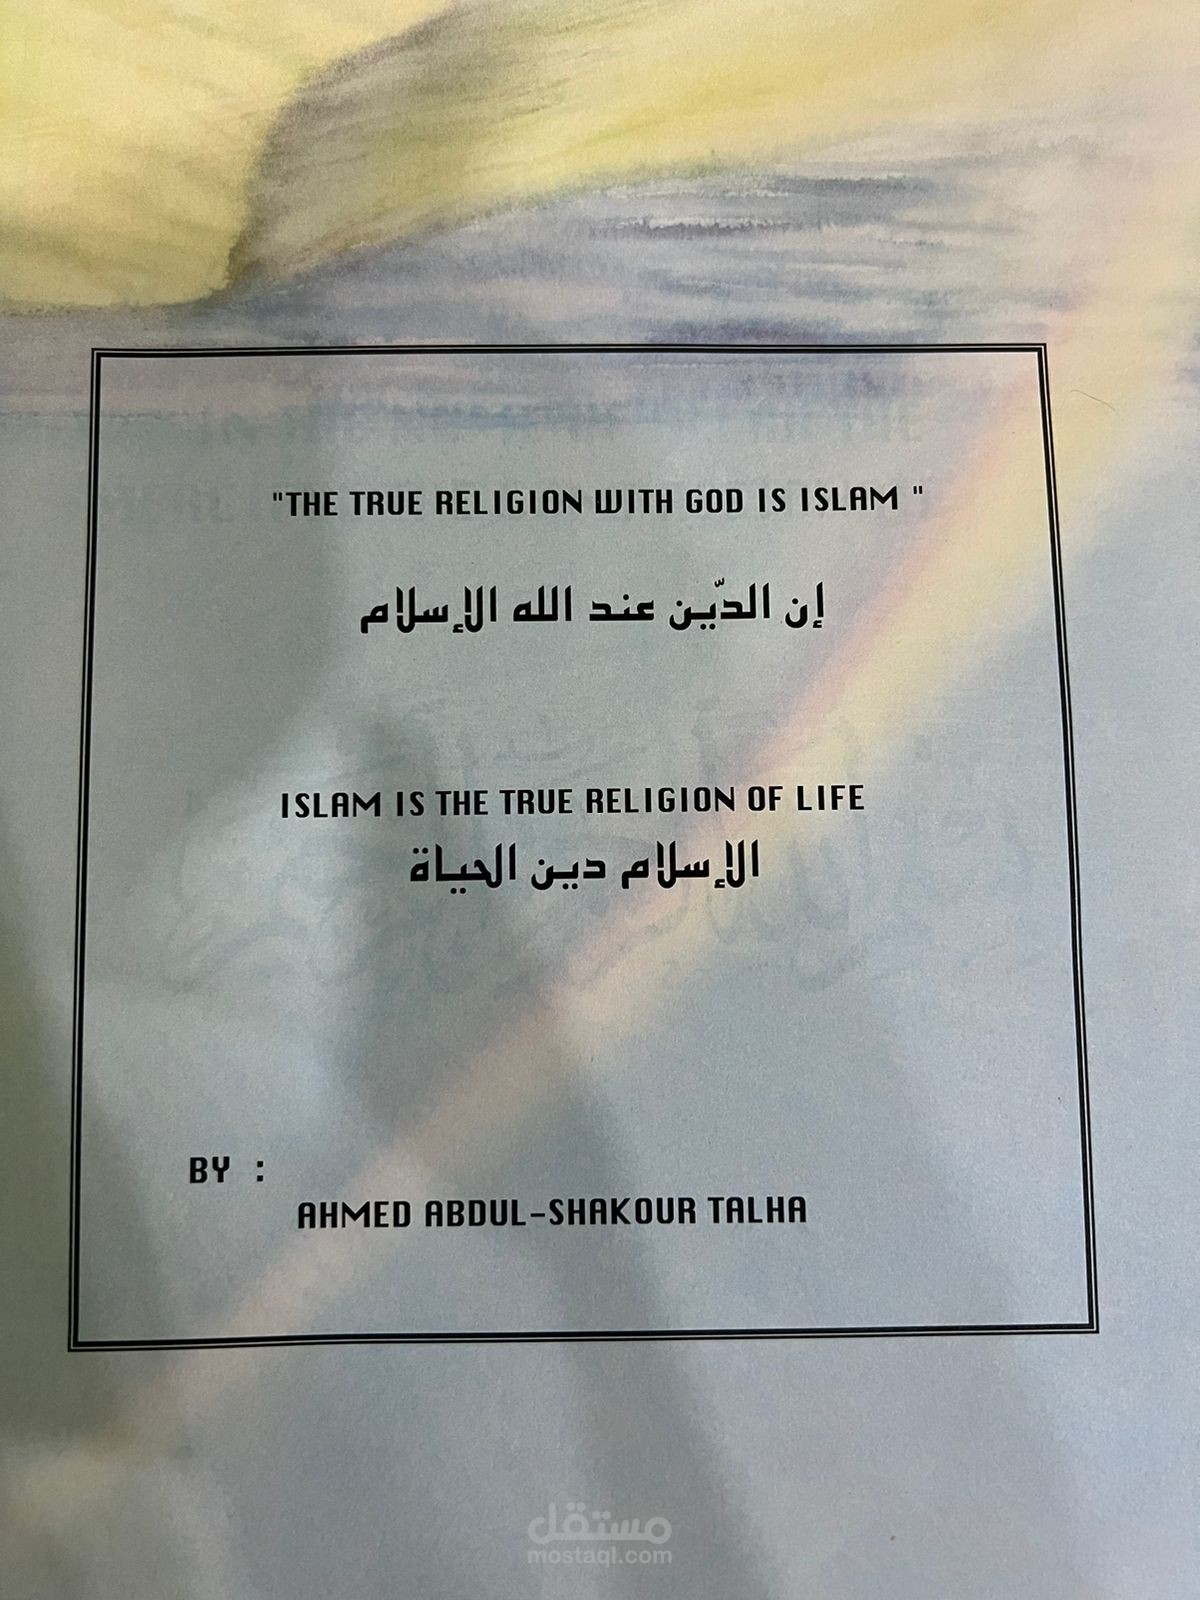 "THE TRUE RELIGION WITH GOD IS ISLAM "
إن الدّين عند الله الإسلام
ISLAM IS THE TRUE RELIGION OF LIFE
الإسلام دين الحياة
BY :
AHMED ABDUL-SHAKOUR TALHA
مستقل
mostaql.com